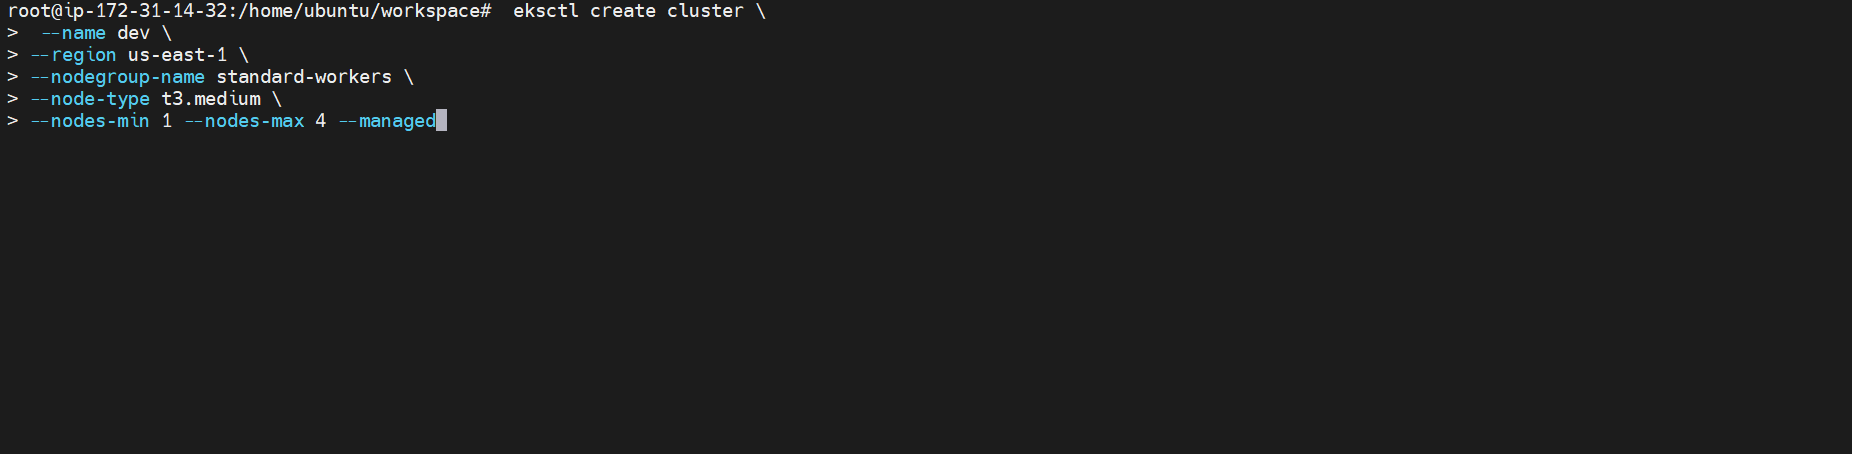 root@ip-172-31-14-32:/home/ubuntu/workspace#  eksctl create cluster \
>  --name dev \
> --region us-east-1 \
> --nodegroup-name standard-workers \
> --node-type t3.medium \
> --nodes-min 1 --nodes-max 4 --managed